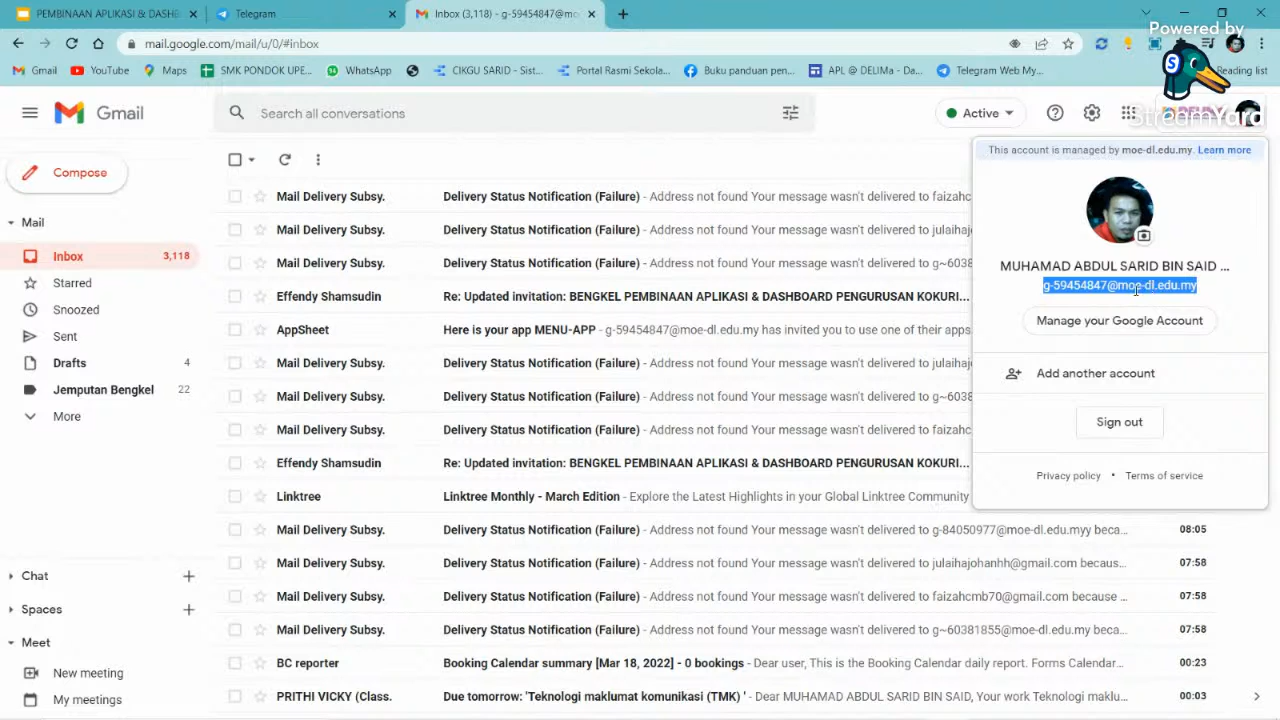 PEMBINAAN APLIKASI & DASH
Telegram
Inbox (3,118) - g-59454847@mo
mail.google.com/mail/u/0/#inbox
Powered by
StreamYard
Gmail
YouTube
Maps
SMK PONDOK UPE...
WhatsApp
CIKGU SARID - Sist...
Portal Rasmi Sekola...
Buku panduan pen...
APL @ DELIMa - Da...
Telegram Web My...
Reading list
Gmail
Search all conversations
Active
This account is managed by moe-dl.edu.my. Learn more
MUHAMAD ABDUL SARID BIN SAID ...
g-59454847@moe-dl.edu.my
Manage your Google Account
Add another account
Sign out
Privacy policy • Terms of service
Compose
Mail
Inbox 3,118
Starred
Snoozed
Sent
Drafts 4
Jemputan Bengkel 22
More
Chat
Spaces
Meet
New meeting
My meetings
Mail Delivery Subsy. Delivery Status Notification (Failure) - Address not found Your message wasn't delivered to faizahc
Mail Delivery Subsy. Delivery Status Notification (Failure) - Address not found Your message wasn't delivered to julaiha
Mail Delivery Subsy. Delivery Status Notification (Failure) - Address not found Your message wasn't delivered to g~6038
Effendy Shamsudin Re: Updated invitation: BENGKEL PEMBINAAN APLIKASI & DASHBOARD PENGURUSAN KOKURI...
AppSheet Here is your app MENU-APP - g-59454847@moe-dl.edu.my has invited you to use one of their apps.
Mail Delivery Subsy. Delivery Status Notification (Failure) - Address not found Your message wasn't delivered to julaiha
Mail Delivery Subsy. Delivery Status Notification (Failure) - Address not found Your message wasn't delivered to g~6038
Mail Delivery Subsy. Delivery Status Notification (Failure) - Address not found Your message wasn't delivered to faizahc
Effendy Shamsudin Re: Updated invitation: BENGKEL PEMBINAAN APLIKASI & DASHBOARD PENGURUSAN KOKURI...
Linktree Linktree Monthly - March Edition - Explore the Latest Highlights in your Global Linktree Community
Mail Delivery Subsy. Delivery Status Notification (Failure) - Address not found Your message wasn't delivered to g-84050977@moe-dl.edu.myy beca... 08:05
Mail Delivery Subsy. Delivery Status Notification (Failure) - Address not found Your message wasn't delivered to julaihajohanhh@gmail.com becaus... 07:58
Mail Delivery Subsy. Delivery Status Notification (Failure) - Address not found Your message wasn't delivered to faizahcmb70@gmail.com because ... 07:58
Mail Delivery Subsy. Delivery Status Notification (Failure) - Address not found Your message wasn't delivered to g~60381855@moe-dl.edu.my beca... 07:58
BC reporter Booking Calendar summary [Mar 18, 2022] - 0 bookings - Dear user, This is the Booking Calendar daily report. Forms Calendar... 00:23
PRITHI VICKY (Class. Due tomorrow: 'Teknologi maklumat komunikasi (TMK) ' - Dear MUHAMAD ABDUL SARID BIN SAID, Your work Teknologi maklu... 00:03